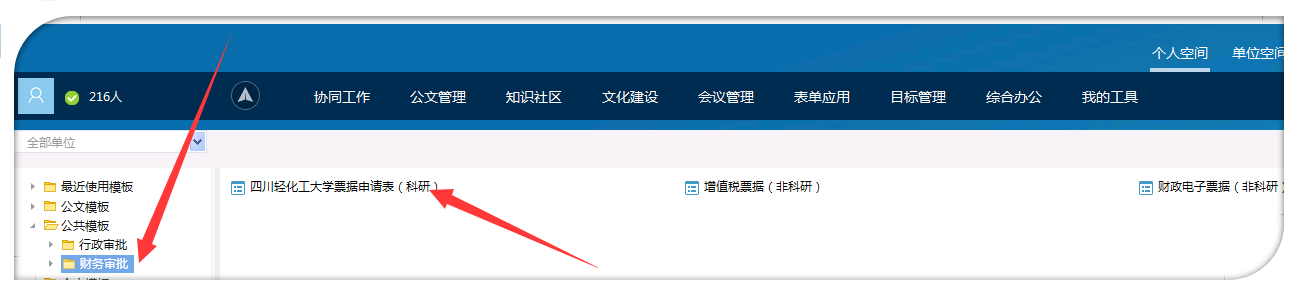 个人空间 单位空间
216人 协同工作 公文管理 知识社区 文化建设 会议管理 表单应用 目标管理 综合办公 我的工具
全部单位
最近使用模板 四川轻化工大学票据申请表（科研） 增值税票据（非科研） 财政电子票据（非科研）
公文模板
公共模板
行政审批
财务审批